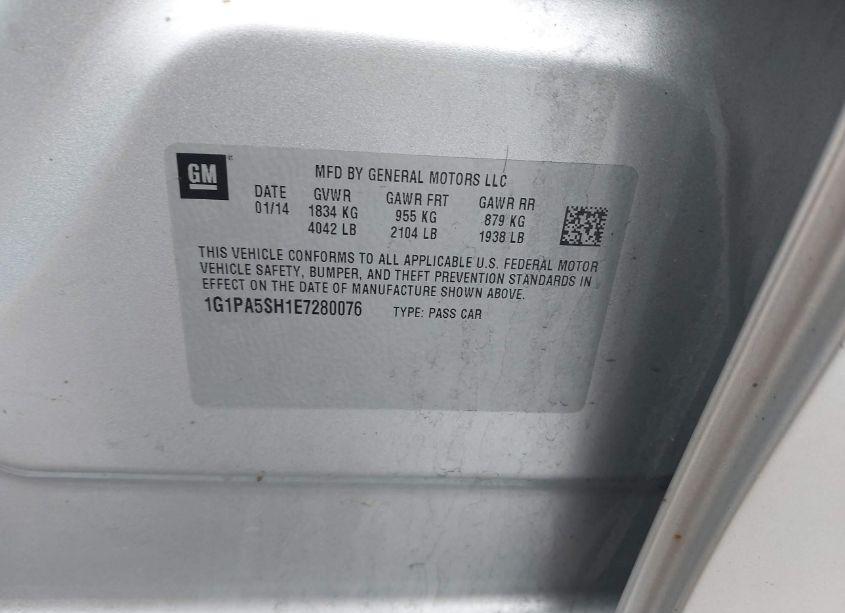 GM
MFD BY GENERAL MOTORS LLC
DATE GVWR GAWR FRT GAWR RR
01/14 1834 KG 955 KG 879 KG
4042 LB 2104 LB 1938 LB
THIS VEHICLE CONFORMS TO ALL APPLICABLE U.S. FEDERAL MOTOR
VEHICLE SAFETY, BUMPER, AND THEFT PREVENTION STANDARDS IN
EFFECT ON THE DATE OF MANUFACTURE SHOWN ABOVE.
1G1PA5SH1E7280076 TYPE: PASS CAR